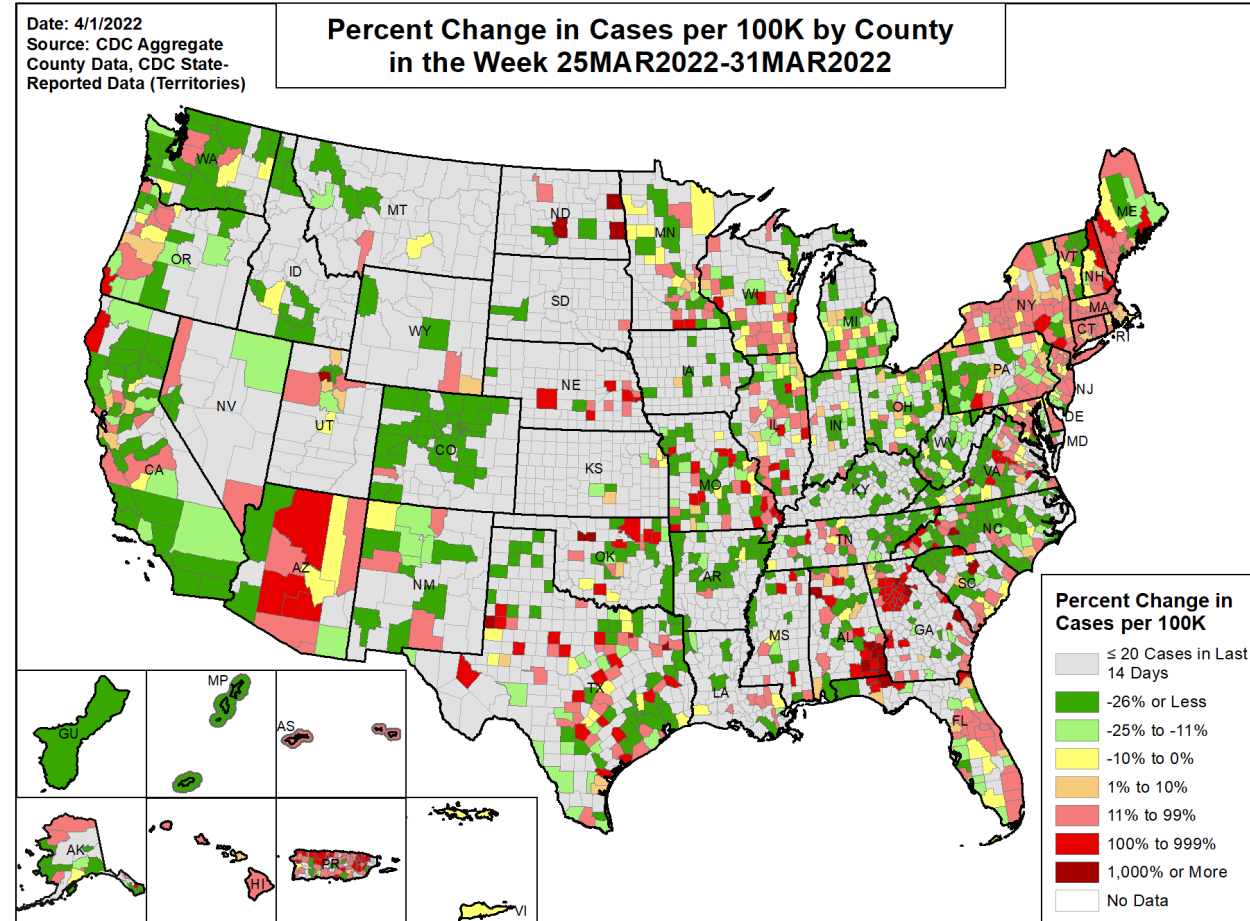 Date: 4/1/2022
Source: CDC Aggregate
County Data, CDC State-
Reported Data (Territories)
Percent Change in Cases per 100K by County
in the Week 25MAR2022-31MAR2022
WA
MT
ND
MN
ME
OR
ID
SD
WI
VT
NH
NY
MA
CT
RI
WY
MI
IA
PA
NJ
NE
NV
UT
IL
IN
OH
DE
MD
WV
CA
CO
KS
MO
KY
VA
AZ
NM
OK
AR
TN
NC
SC
MS
AL
GA
TX
LA
FL
GU
MP
AS
AK
HI
PR
VI
Percent Change in
Cases per 100K
≤ 20 Cases in Last
14 Days
-26% or Less
-25% to -11%
-10% to 0%
1% to 10%
11% to 99%
100% to 999%
1,000% or More
No Data